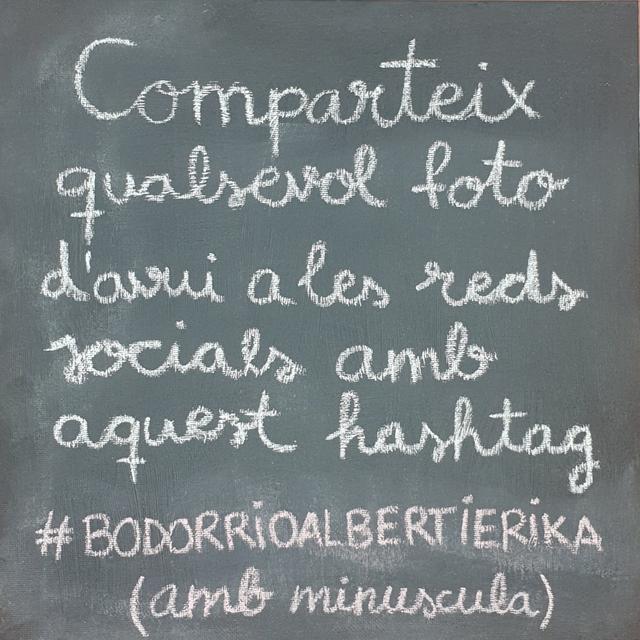 Comparteix
qualsevol foto
d'avui a les reds
socials amb
aquest hashtag
#BODORRiOALBERTiERiKA
(amb minuscula)